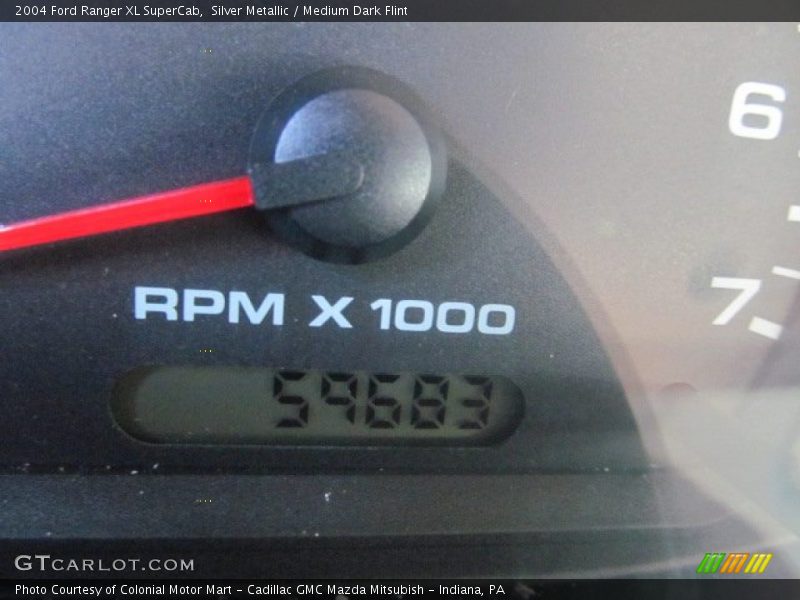 2004 Ford Ranger XL SuperCab,  Silver Metallic / Medium Dark Flint
6
7
RPM X 1000
59683
GTCARLOT.COM
Photo Courtesy of Colonial Motor Mart - Cadillac GMC Mazda Mitsubish - Indiana, PA